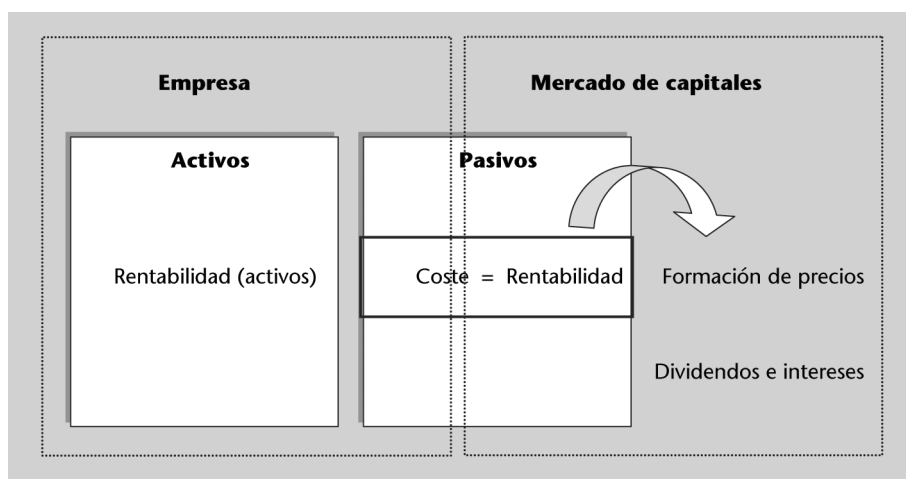 Empresa
Mercado de capitales
Activos
Pasivos
Rentabilidad (activos)
Coste = Rentabilidad
Formación de precios
Dividendos e intereses